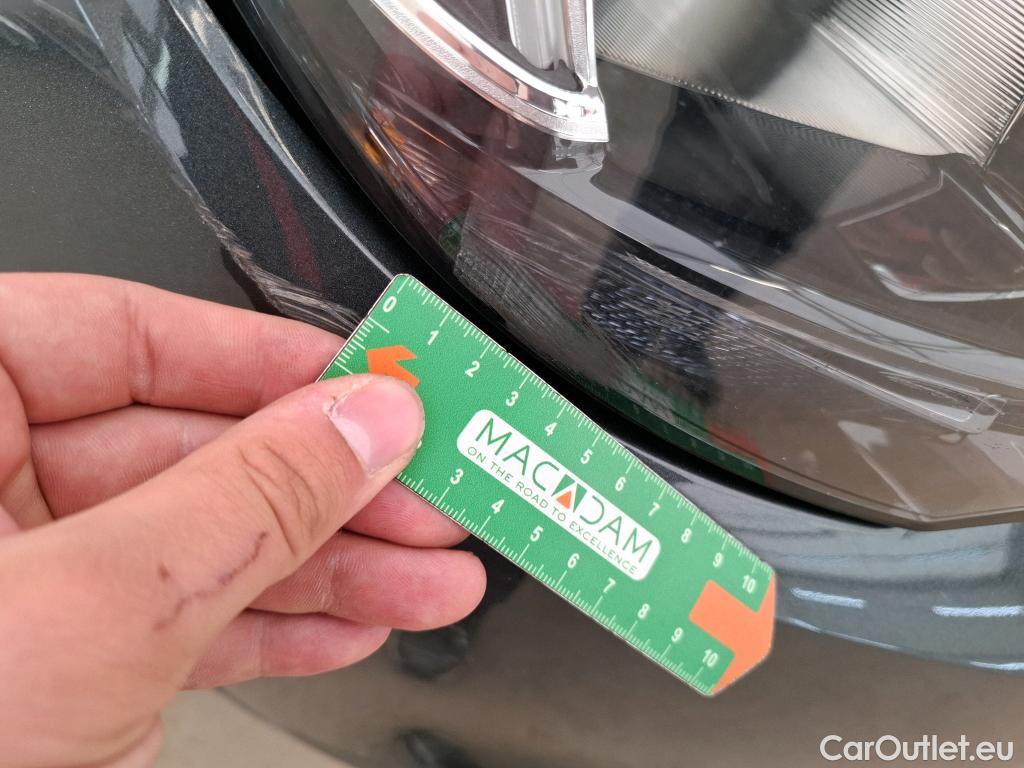 0 1 2 3 4 5 6 7 8 9 10
MACADAM
ON THE ROAD TO EXCELLENCE
3 4 5 6 7 8 9 10
CarOutlet.eu